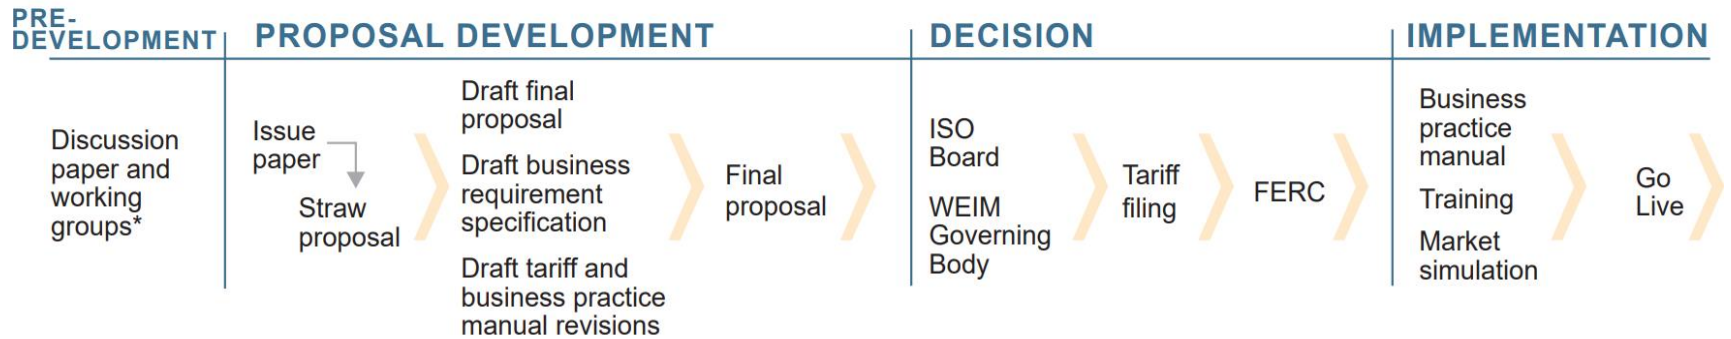 PRE-
DEVELOPMENT
PROPOSAL DEVELOPMENT
DECISION
IMPLEMENTATION
Discussion
paper and
working
groups*
Issue
paper
Straw
proposal
Draft final
proposal
Draft business
requirement
specification
Draft tariff and
business practice
manual revisions
Final
proposal
ISO
Board
WEIM
Governing
Body
Tariff
filing
FERC
Business
practice
manual
Training
Market
simulation
Go
Live